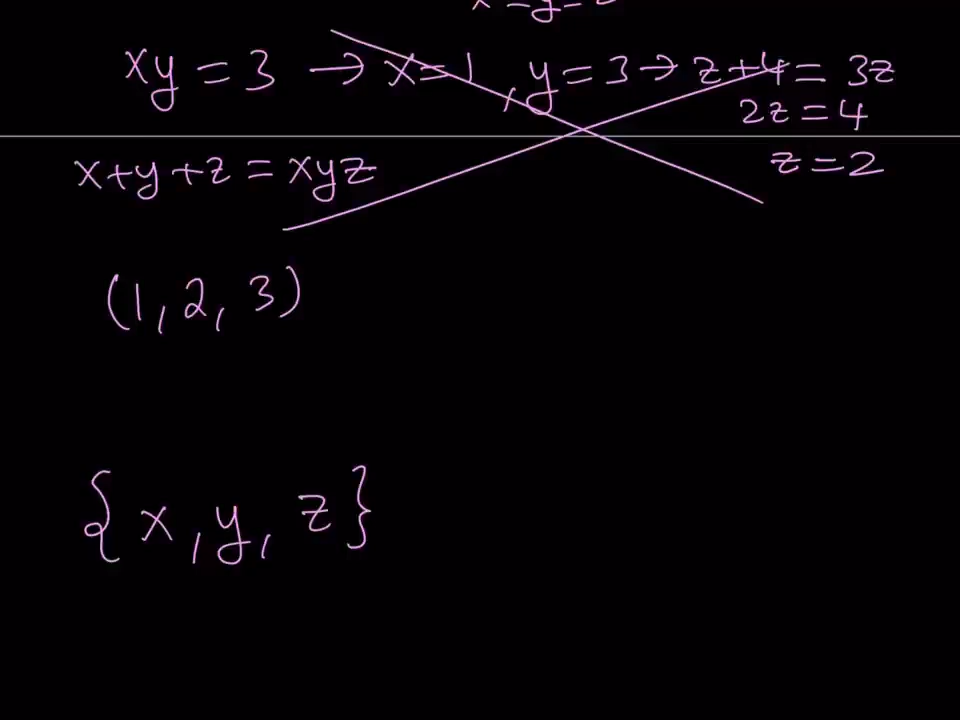 xy = 3 → x=1, y = 3 → z+4 = 3z
2z = 4
x+y+z = xyz
z = 2
(1, 2, 3)
{x, y, z}